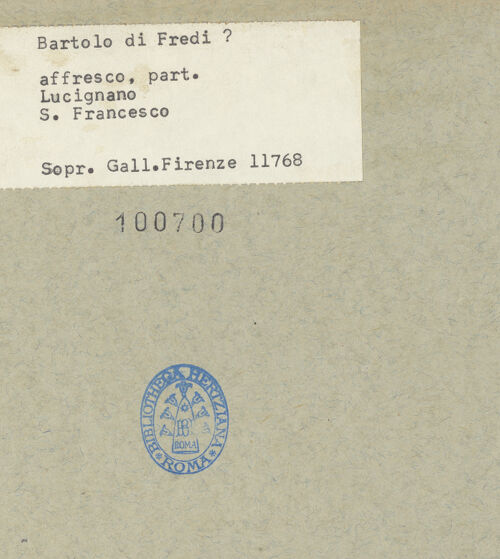 Bartolo di Fredi ?
affresco, part.
Lucignano
S. Francesco
Sopr. Gall.Firenze 11768
100700
BIBLIOTHECA HERTZIANA
ROMA
ROMA